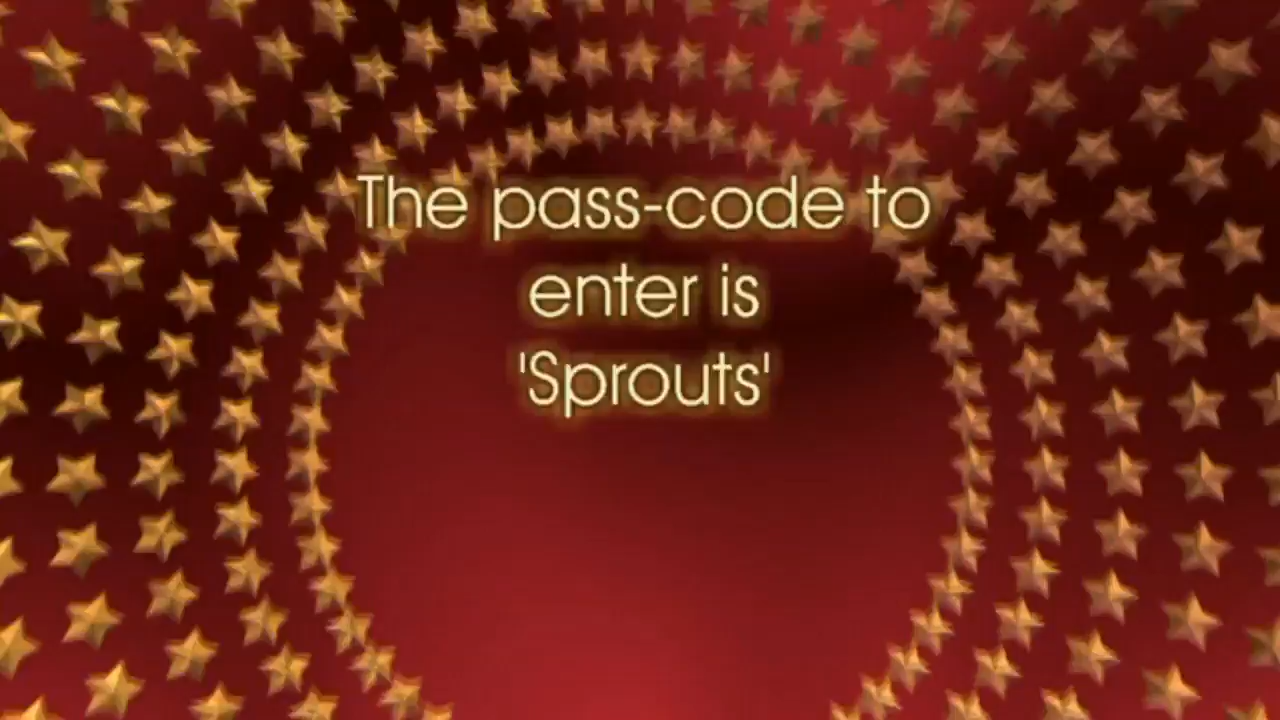 The pass-code to
enter is
'Sprouts'